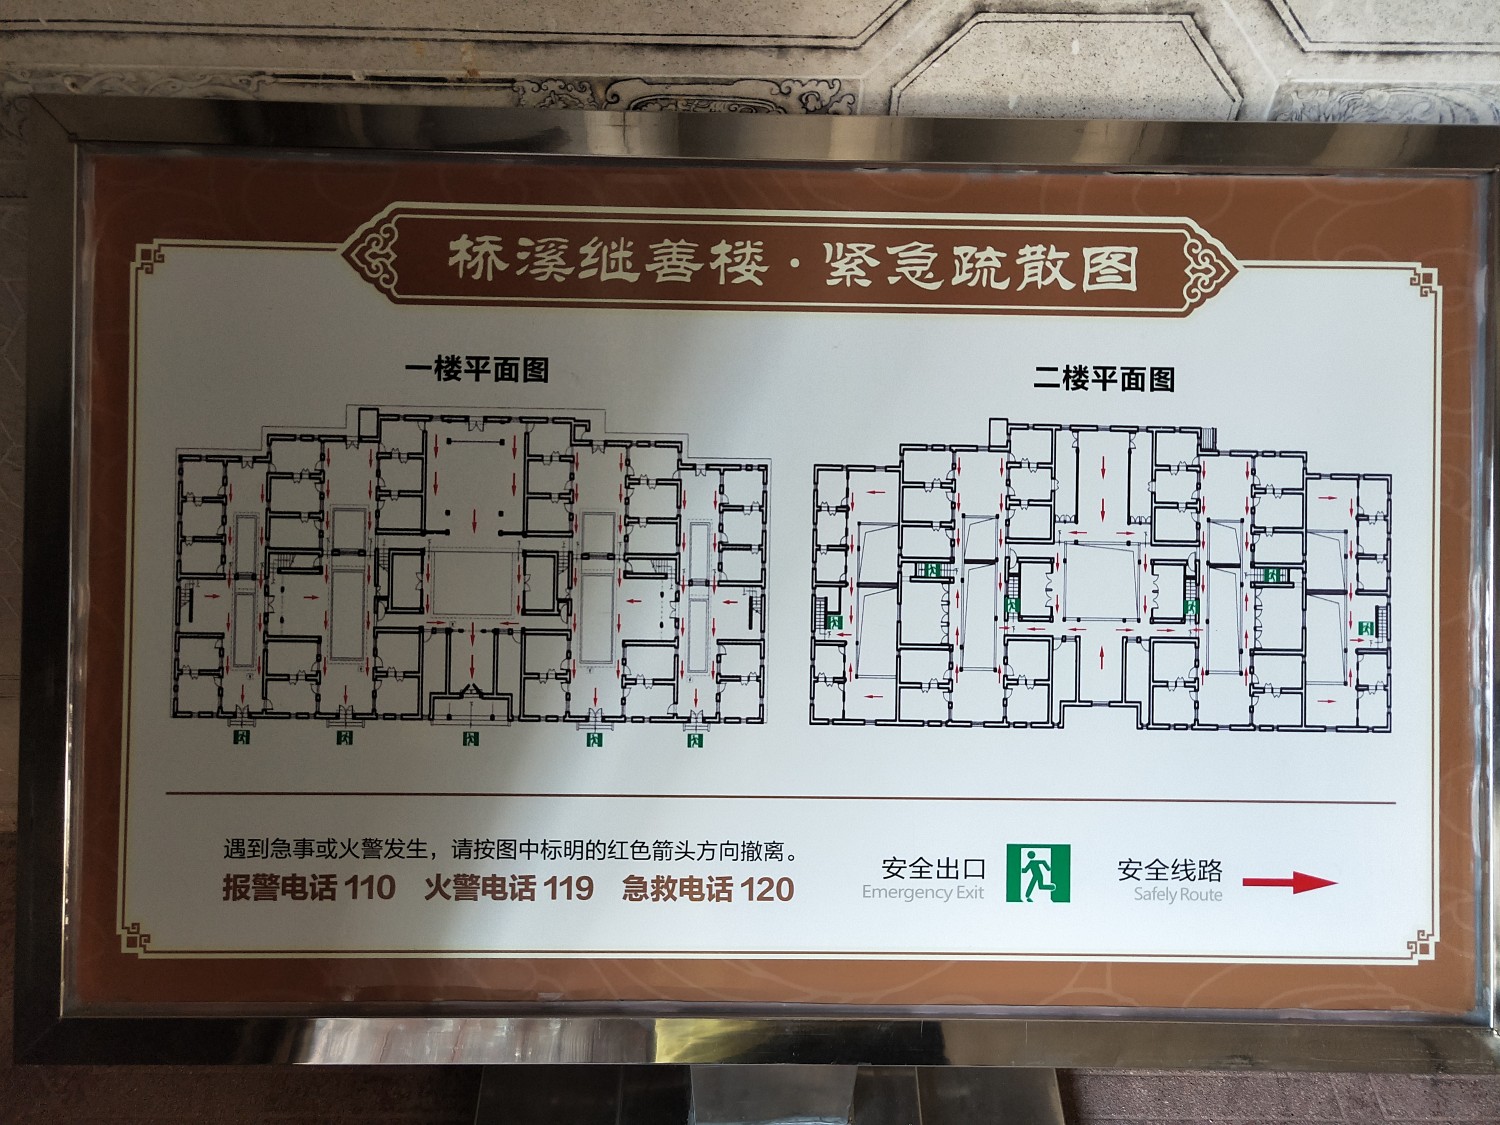 桥溪继善楼·紧急疏散图
一楼平面图
二楼平面图
遇到急事或火警发生，请按图中标明的红色箭头方向撤离。
报警电话 110 火警电话 119 急救电话 120
安全出口
Emergency Exit
安全线路
Safely Route